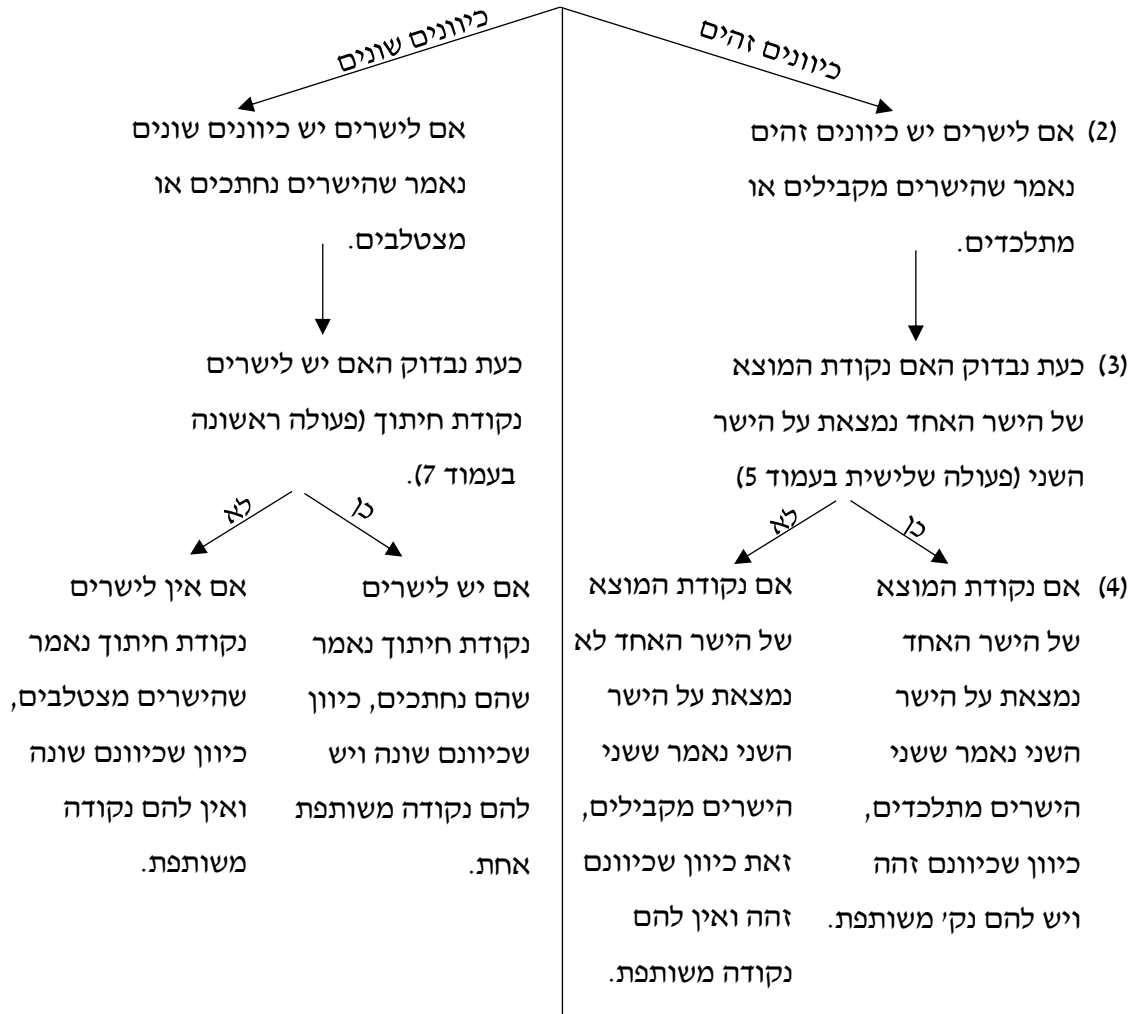 כיוונים זהים
(2) אם לישרים יש כיוונים זהים
נאמר שהישרים מקבילים או
מתלכדים.
(3) כעת נבדוק האם נקודת המוצא
של הישר האחד נמצאת על הישר
השני (פעולה שלישית בעמוד 5)
כן
לא
(4) אם נקודת המוצא
של הישר האחד
נמצאת על הישר
השני נאמר ששני
הישרים מתלכדים,
כיוון שכיוונם זהה
ויש להם נק' משותפת.
אם נקודת המוצא
של הישר האחד לא
נמצאת על הישר
השני נאמר ששני
הישרים מקבילים,
זאת כיוון שכיוונם
זהה ואין להם
נקודה משותפת.
כיוונים שונים
אם לישרים יש כיוונים שונים
נאמר שהישרים נחתכים או
מצטלבים.
כעת נבדוק האם יש לישרים
נקודת חיתוך (פעולה ראשונה
בעמוד 7).
כן
לא
אם יש לישרים
נקודת חיתוך נאמר
שהם נחתכים, כיוון
שכיוונם שונה ויש
להם נקודה משותפת
אחת.
אם אין לישרים
נקודת חיתוך נאמר
שהישרים מצטלבים,
כיוון שכיוונם שונה
ואין להם נקודה
משותפת.